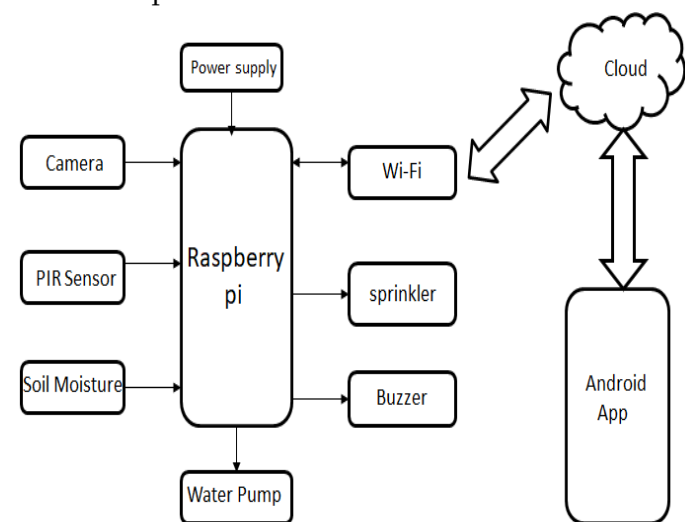 Power supply
Cloud
Camera
Wi-Fi
Raspberry
pi
PIR Sensor
sprinkler
Soil Moisture
Buzzer
Android
App
Water Pump